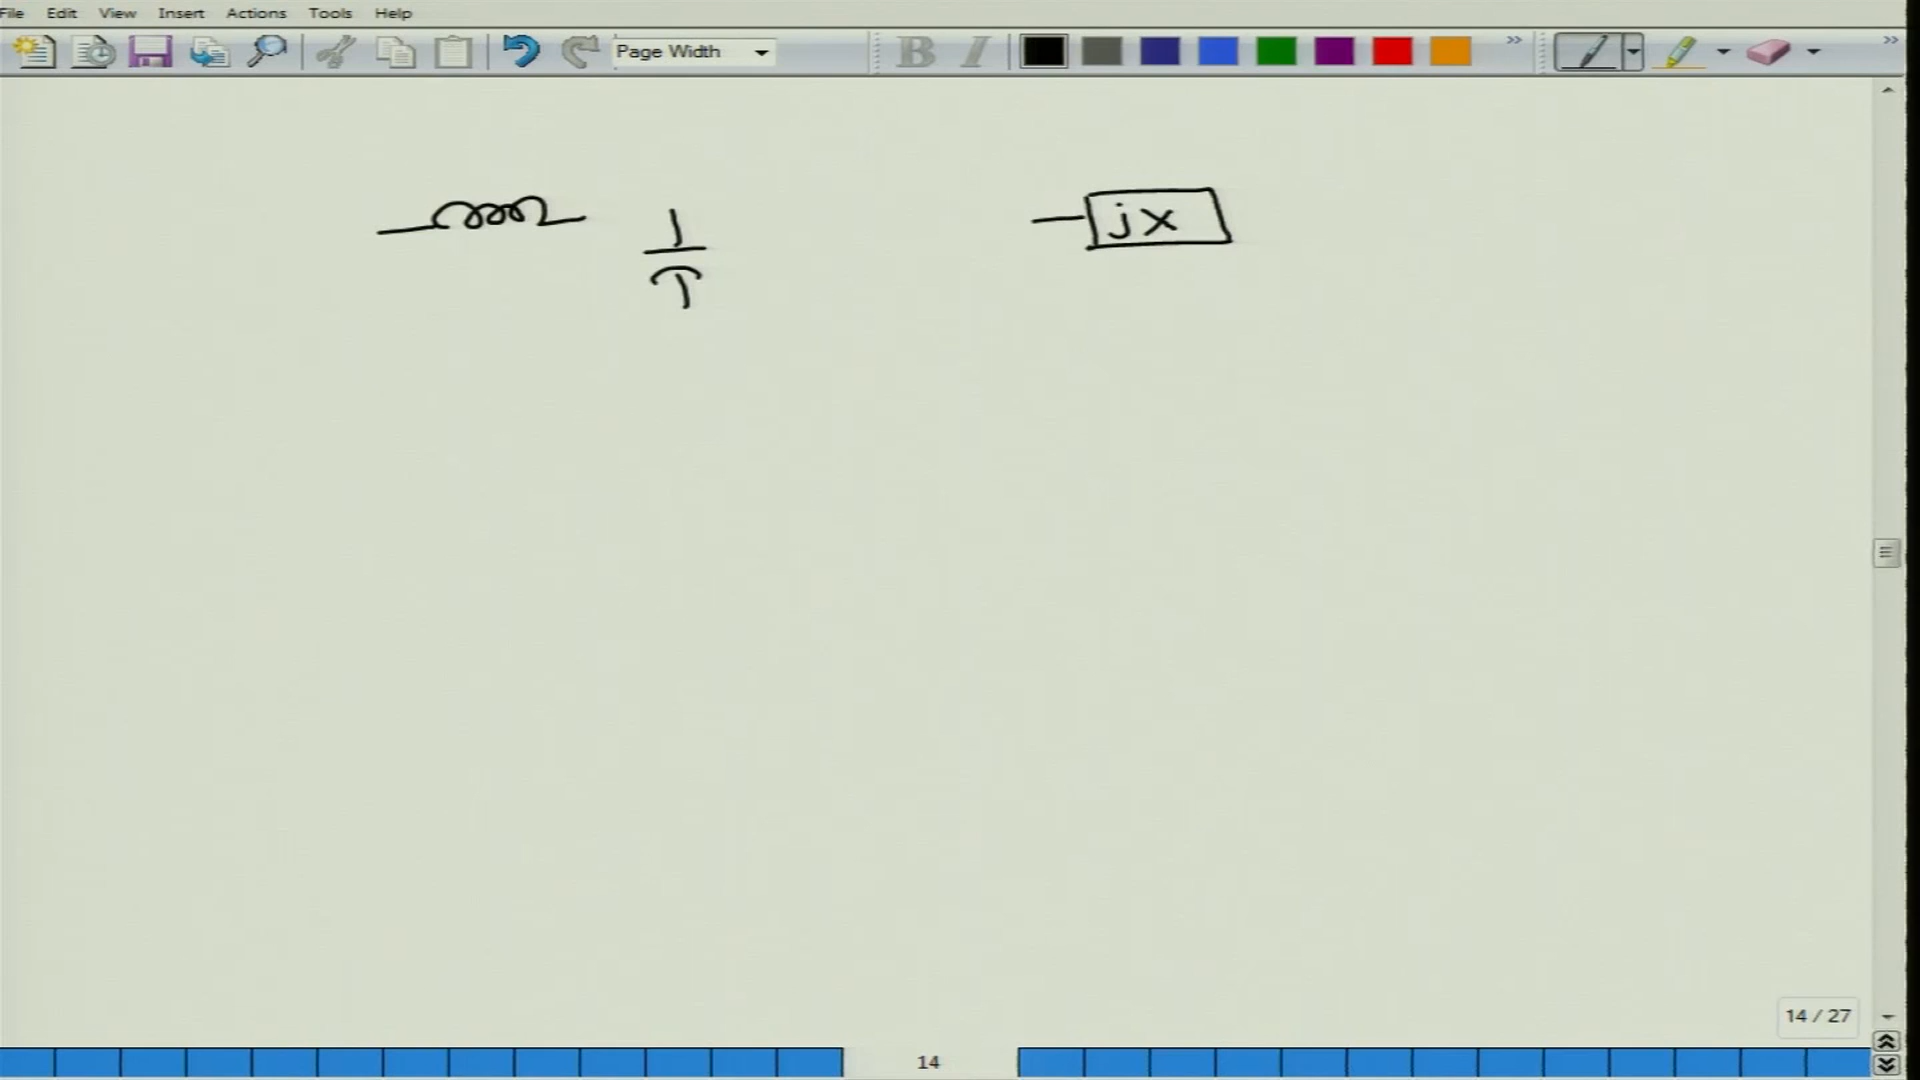 File Edit View Insert Actions Tools Help
Page Width B I
jx
14 / 27
14